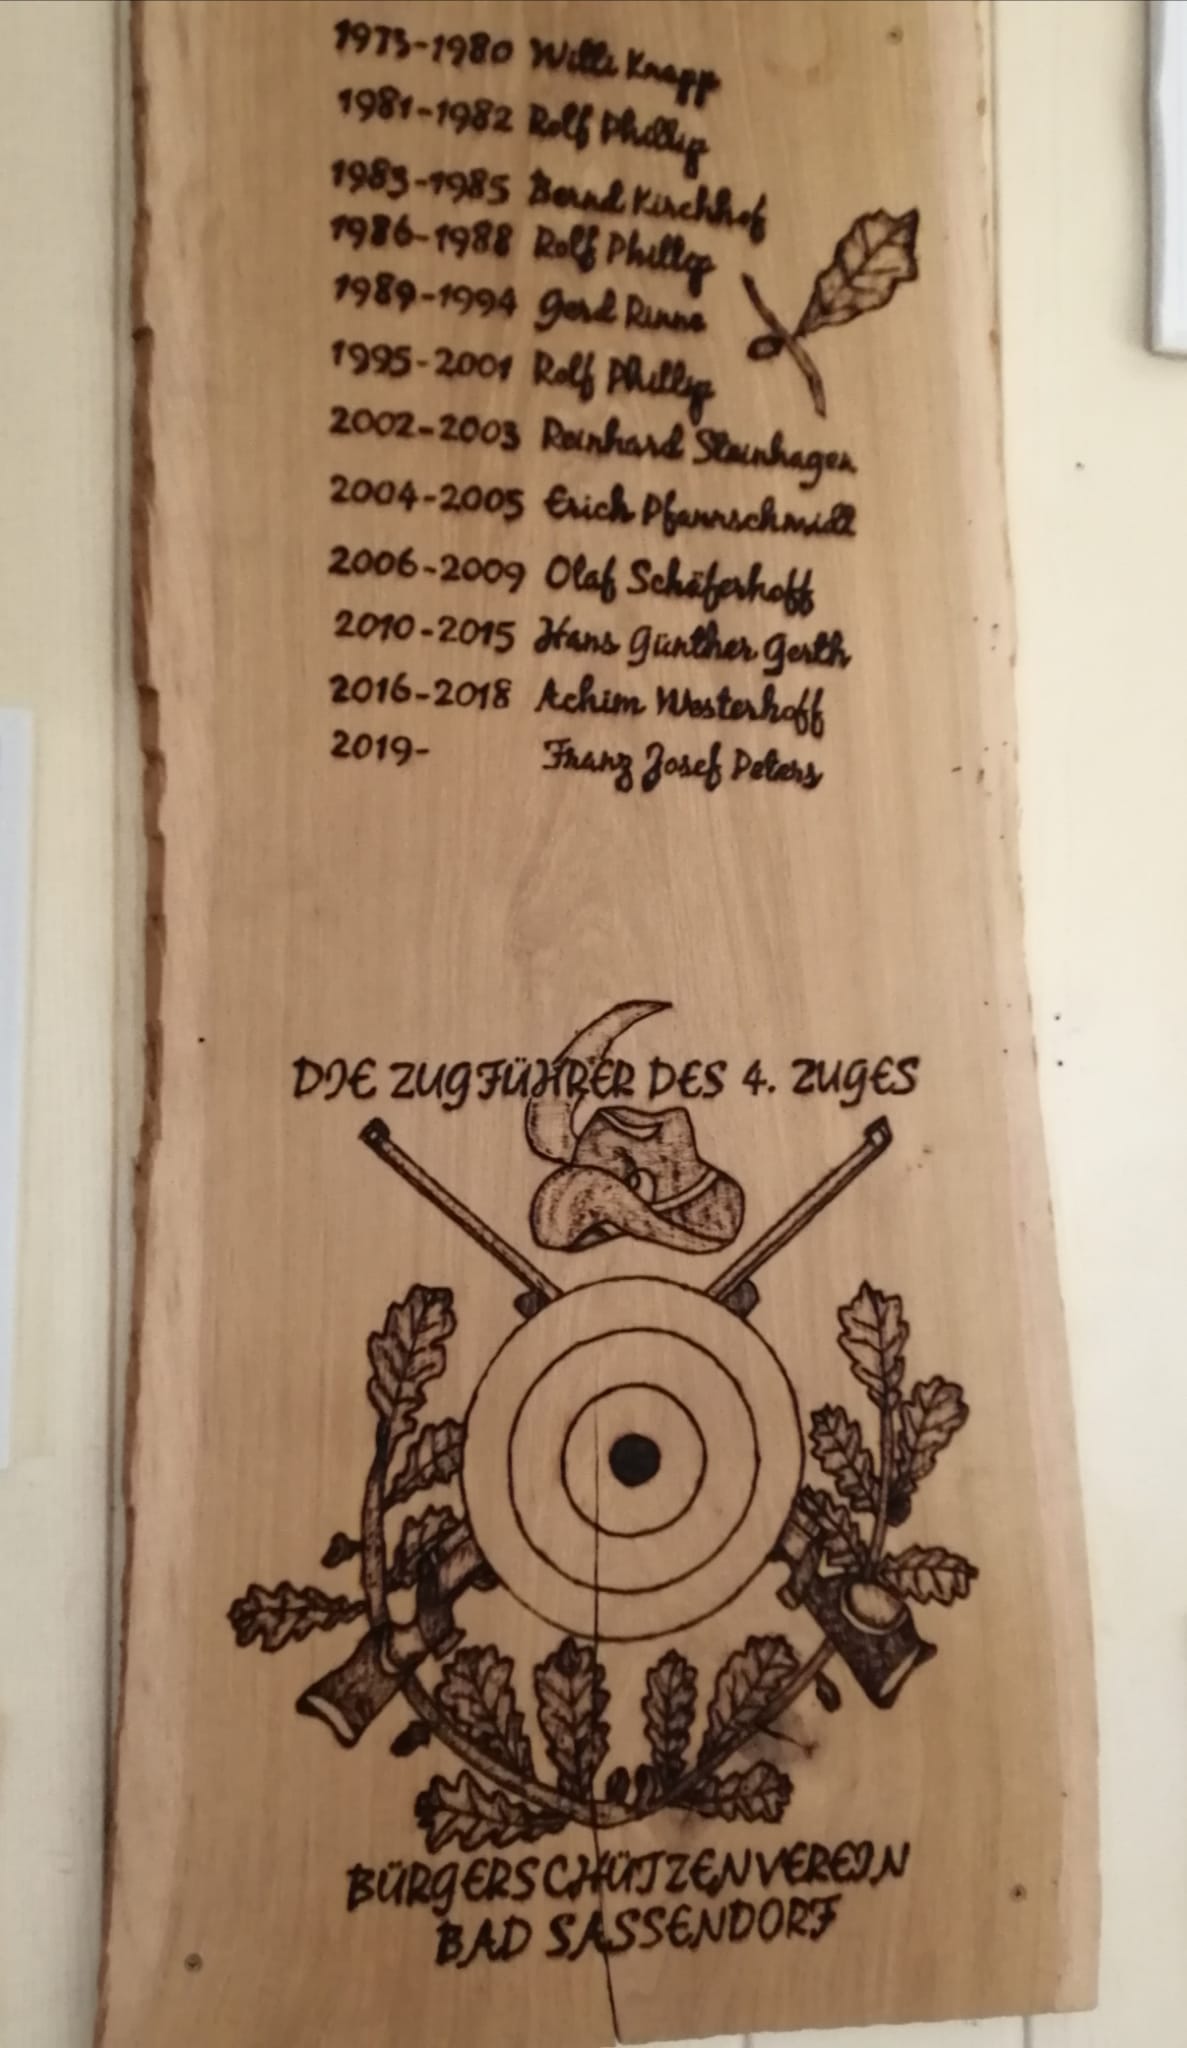 1973-1980 Willi Knapp
1981-1982 Rolf Phillip
1983-1985 Bernd Kirchhof
1986-1988 Rolf Phillip
1989-1994 Gerd Rinne
1995-2001 Rolf Phillip
2002-2003 Reinhard Steinhagen
2004-2005 Erich Pfannschmidt
2006-2009 Olaf Schäferhoff
2010-2015 Hans Günther Gerth
2016-2018 Achim Westerhoff
2019- Franz Josef Peters
DIE ZUGFÜHRER DES 4. ZUGES
BÜRGERSCHÜTZENVEREIN
BAD SASSENDORF